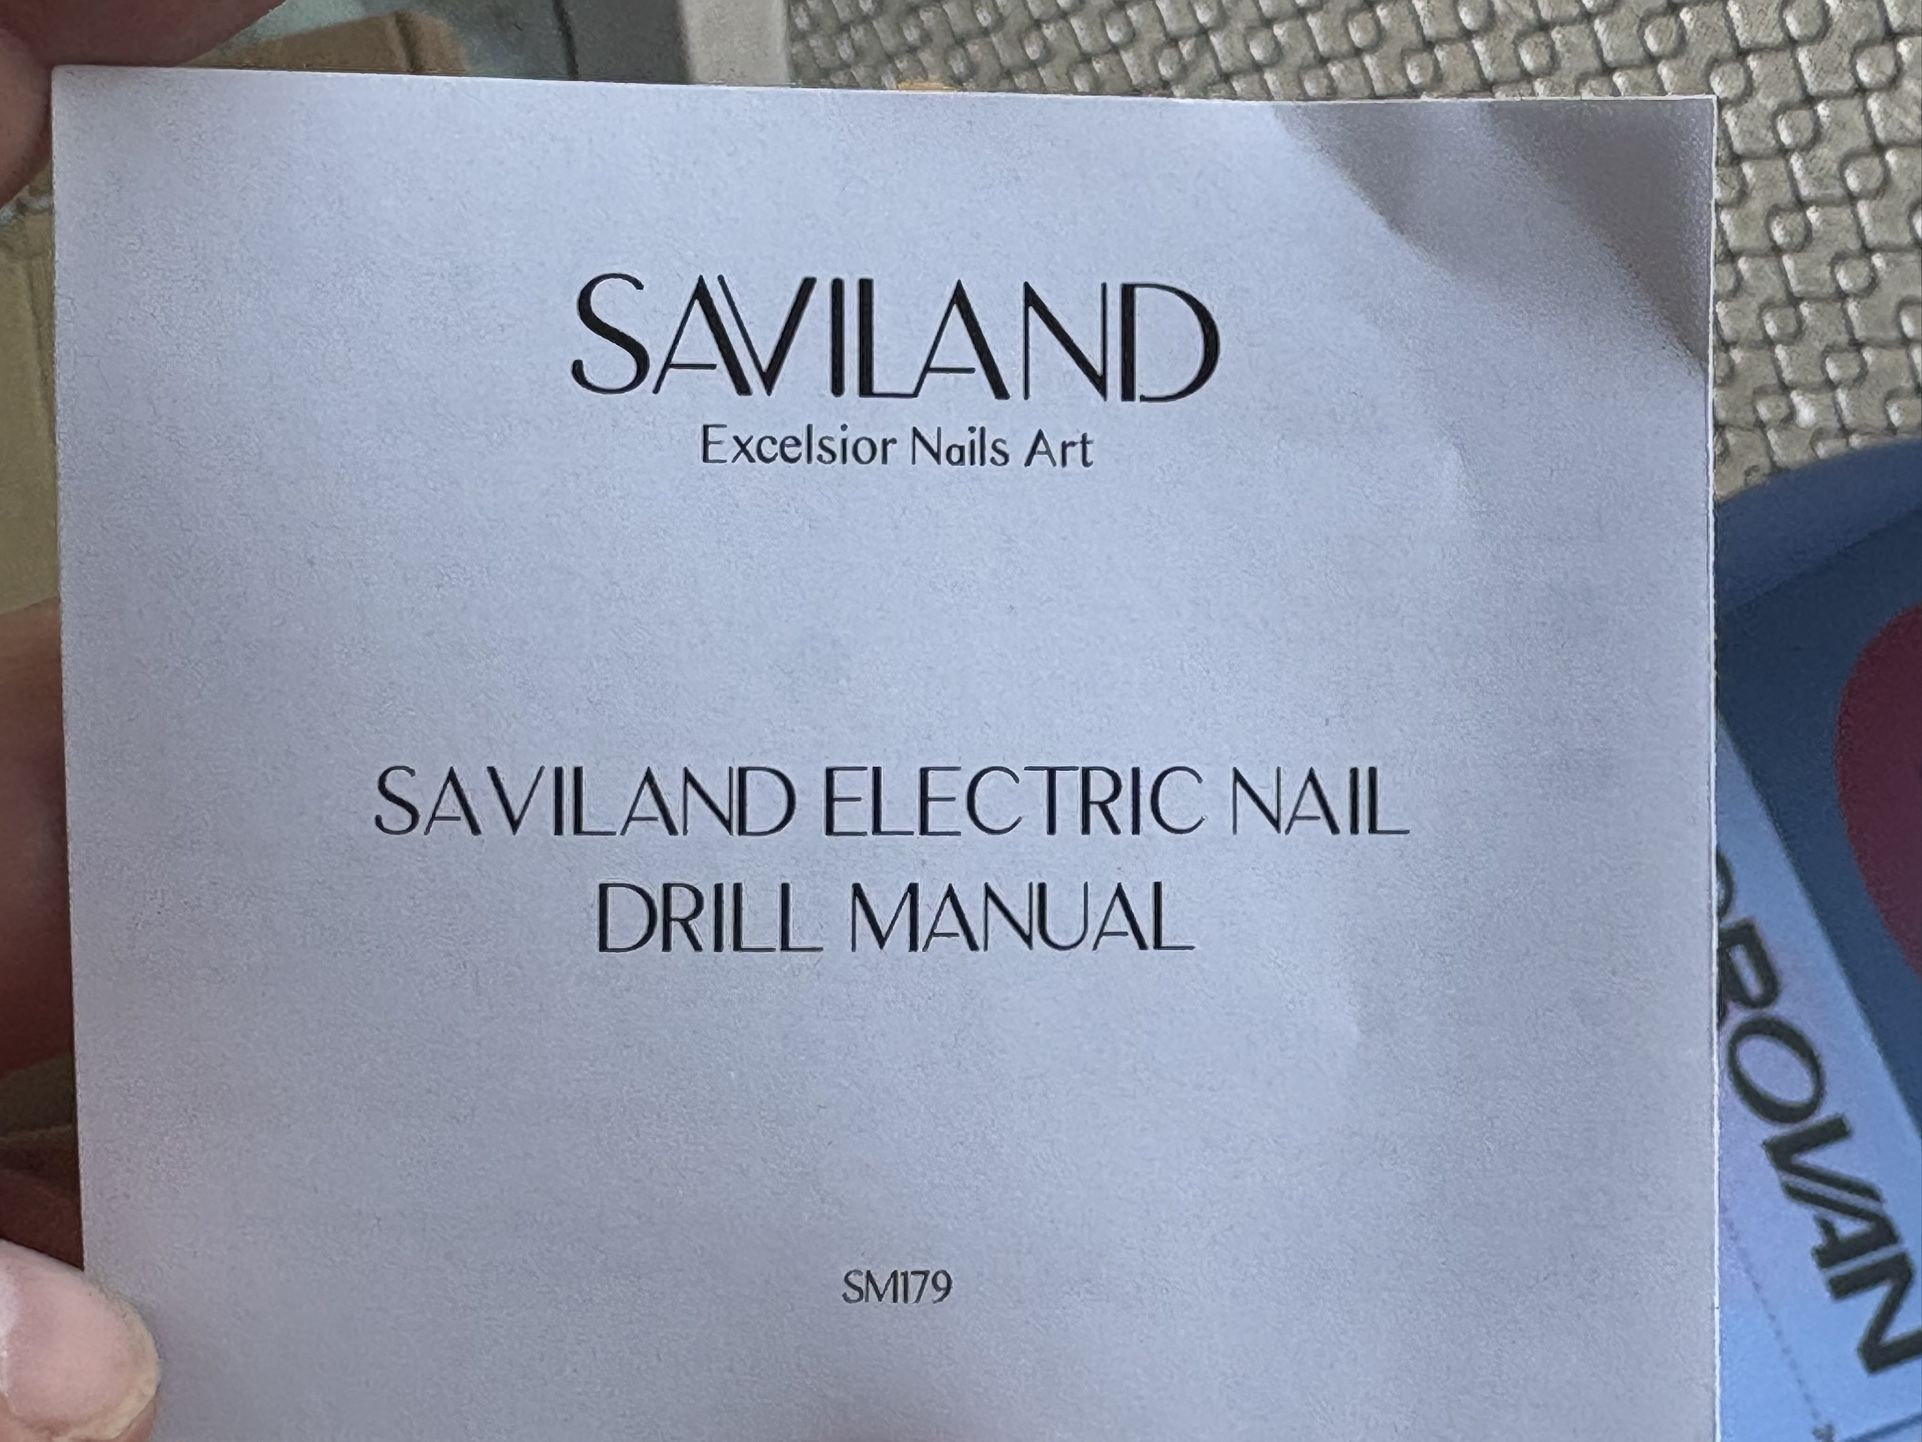 SAVILAND
Excelsior Nails Art
SAVILAND ELECTRIC NAIL
DRILL MANUAL
SM179